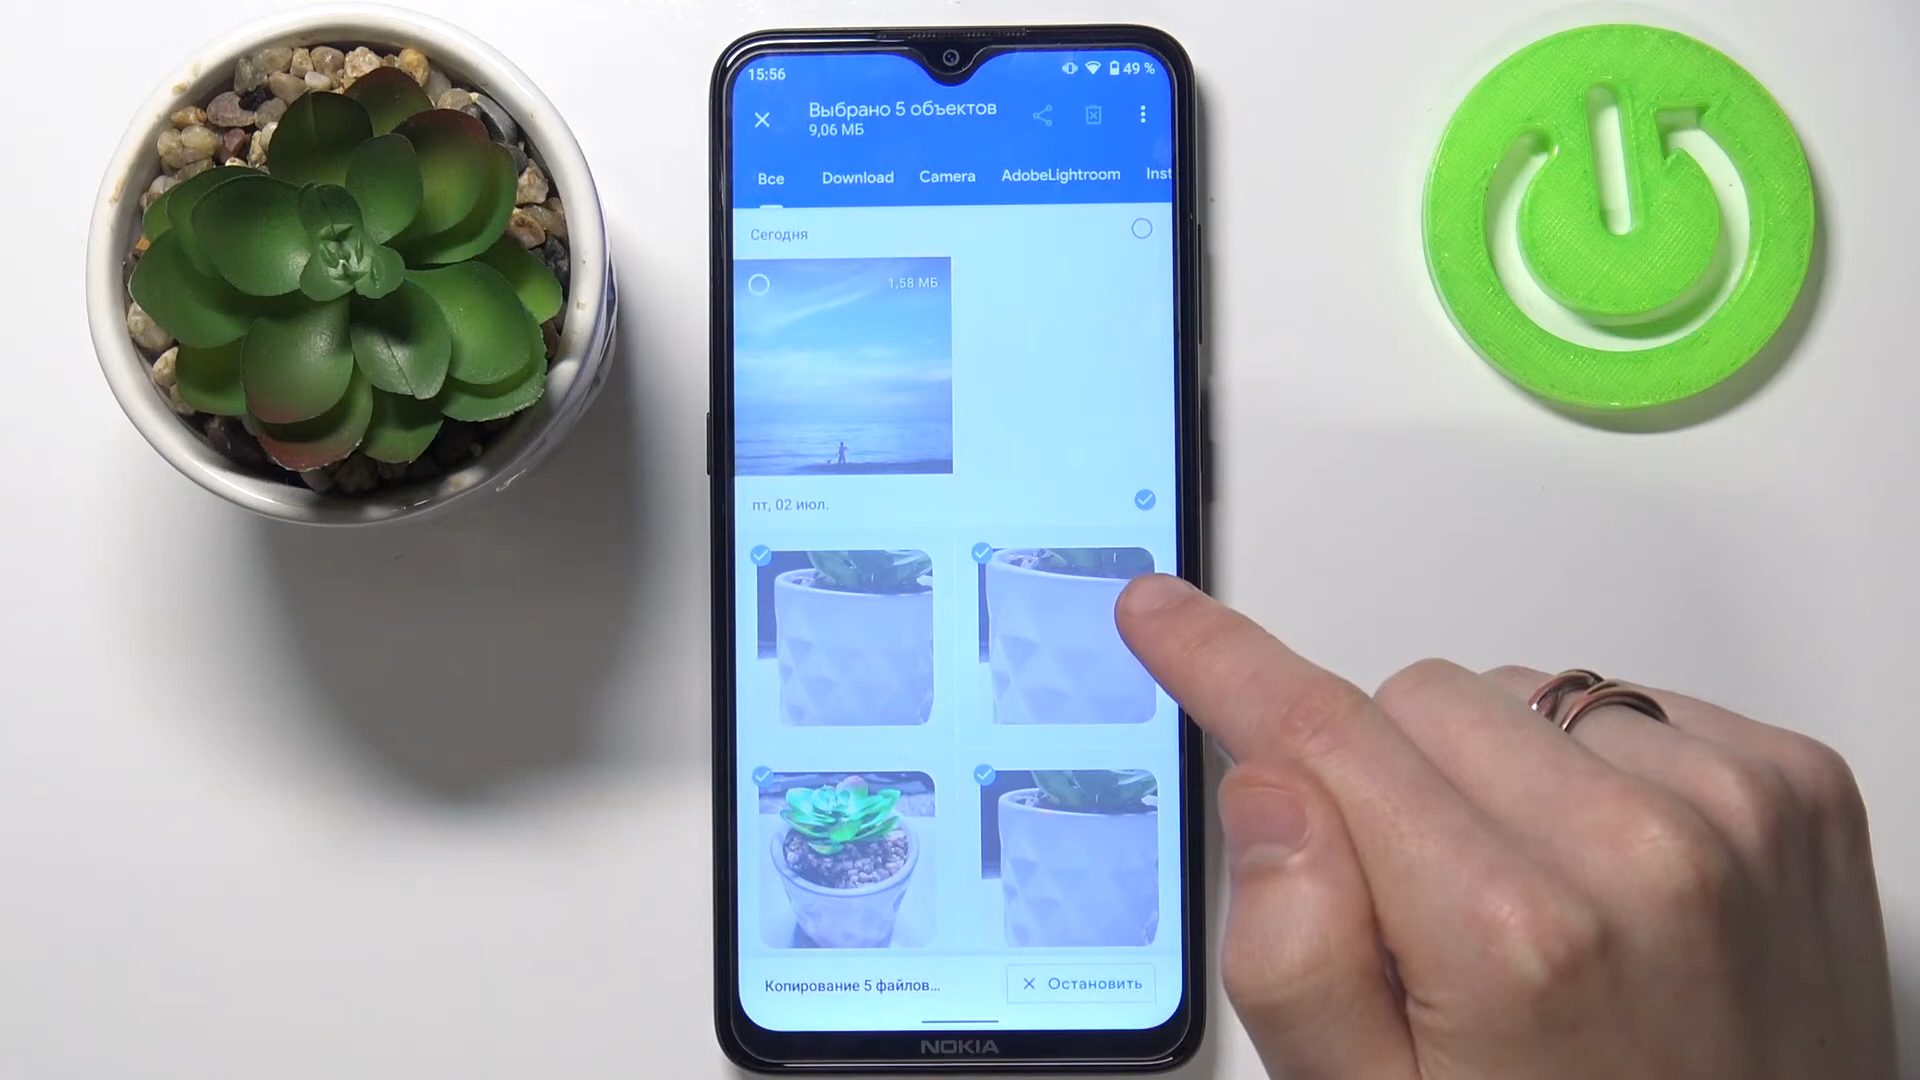 15:56
49 %
Выбрано 5 объектов
9,06 МБ
Все Download Camera AdobeLightroom Inst
Сегодня
1,58 МБ
пт, 02 июл.
Копирование 5 файлов...
Остановить
NOKIA